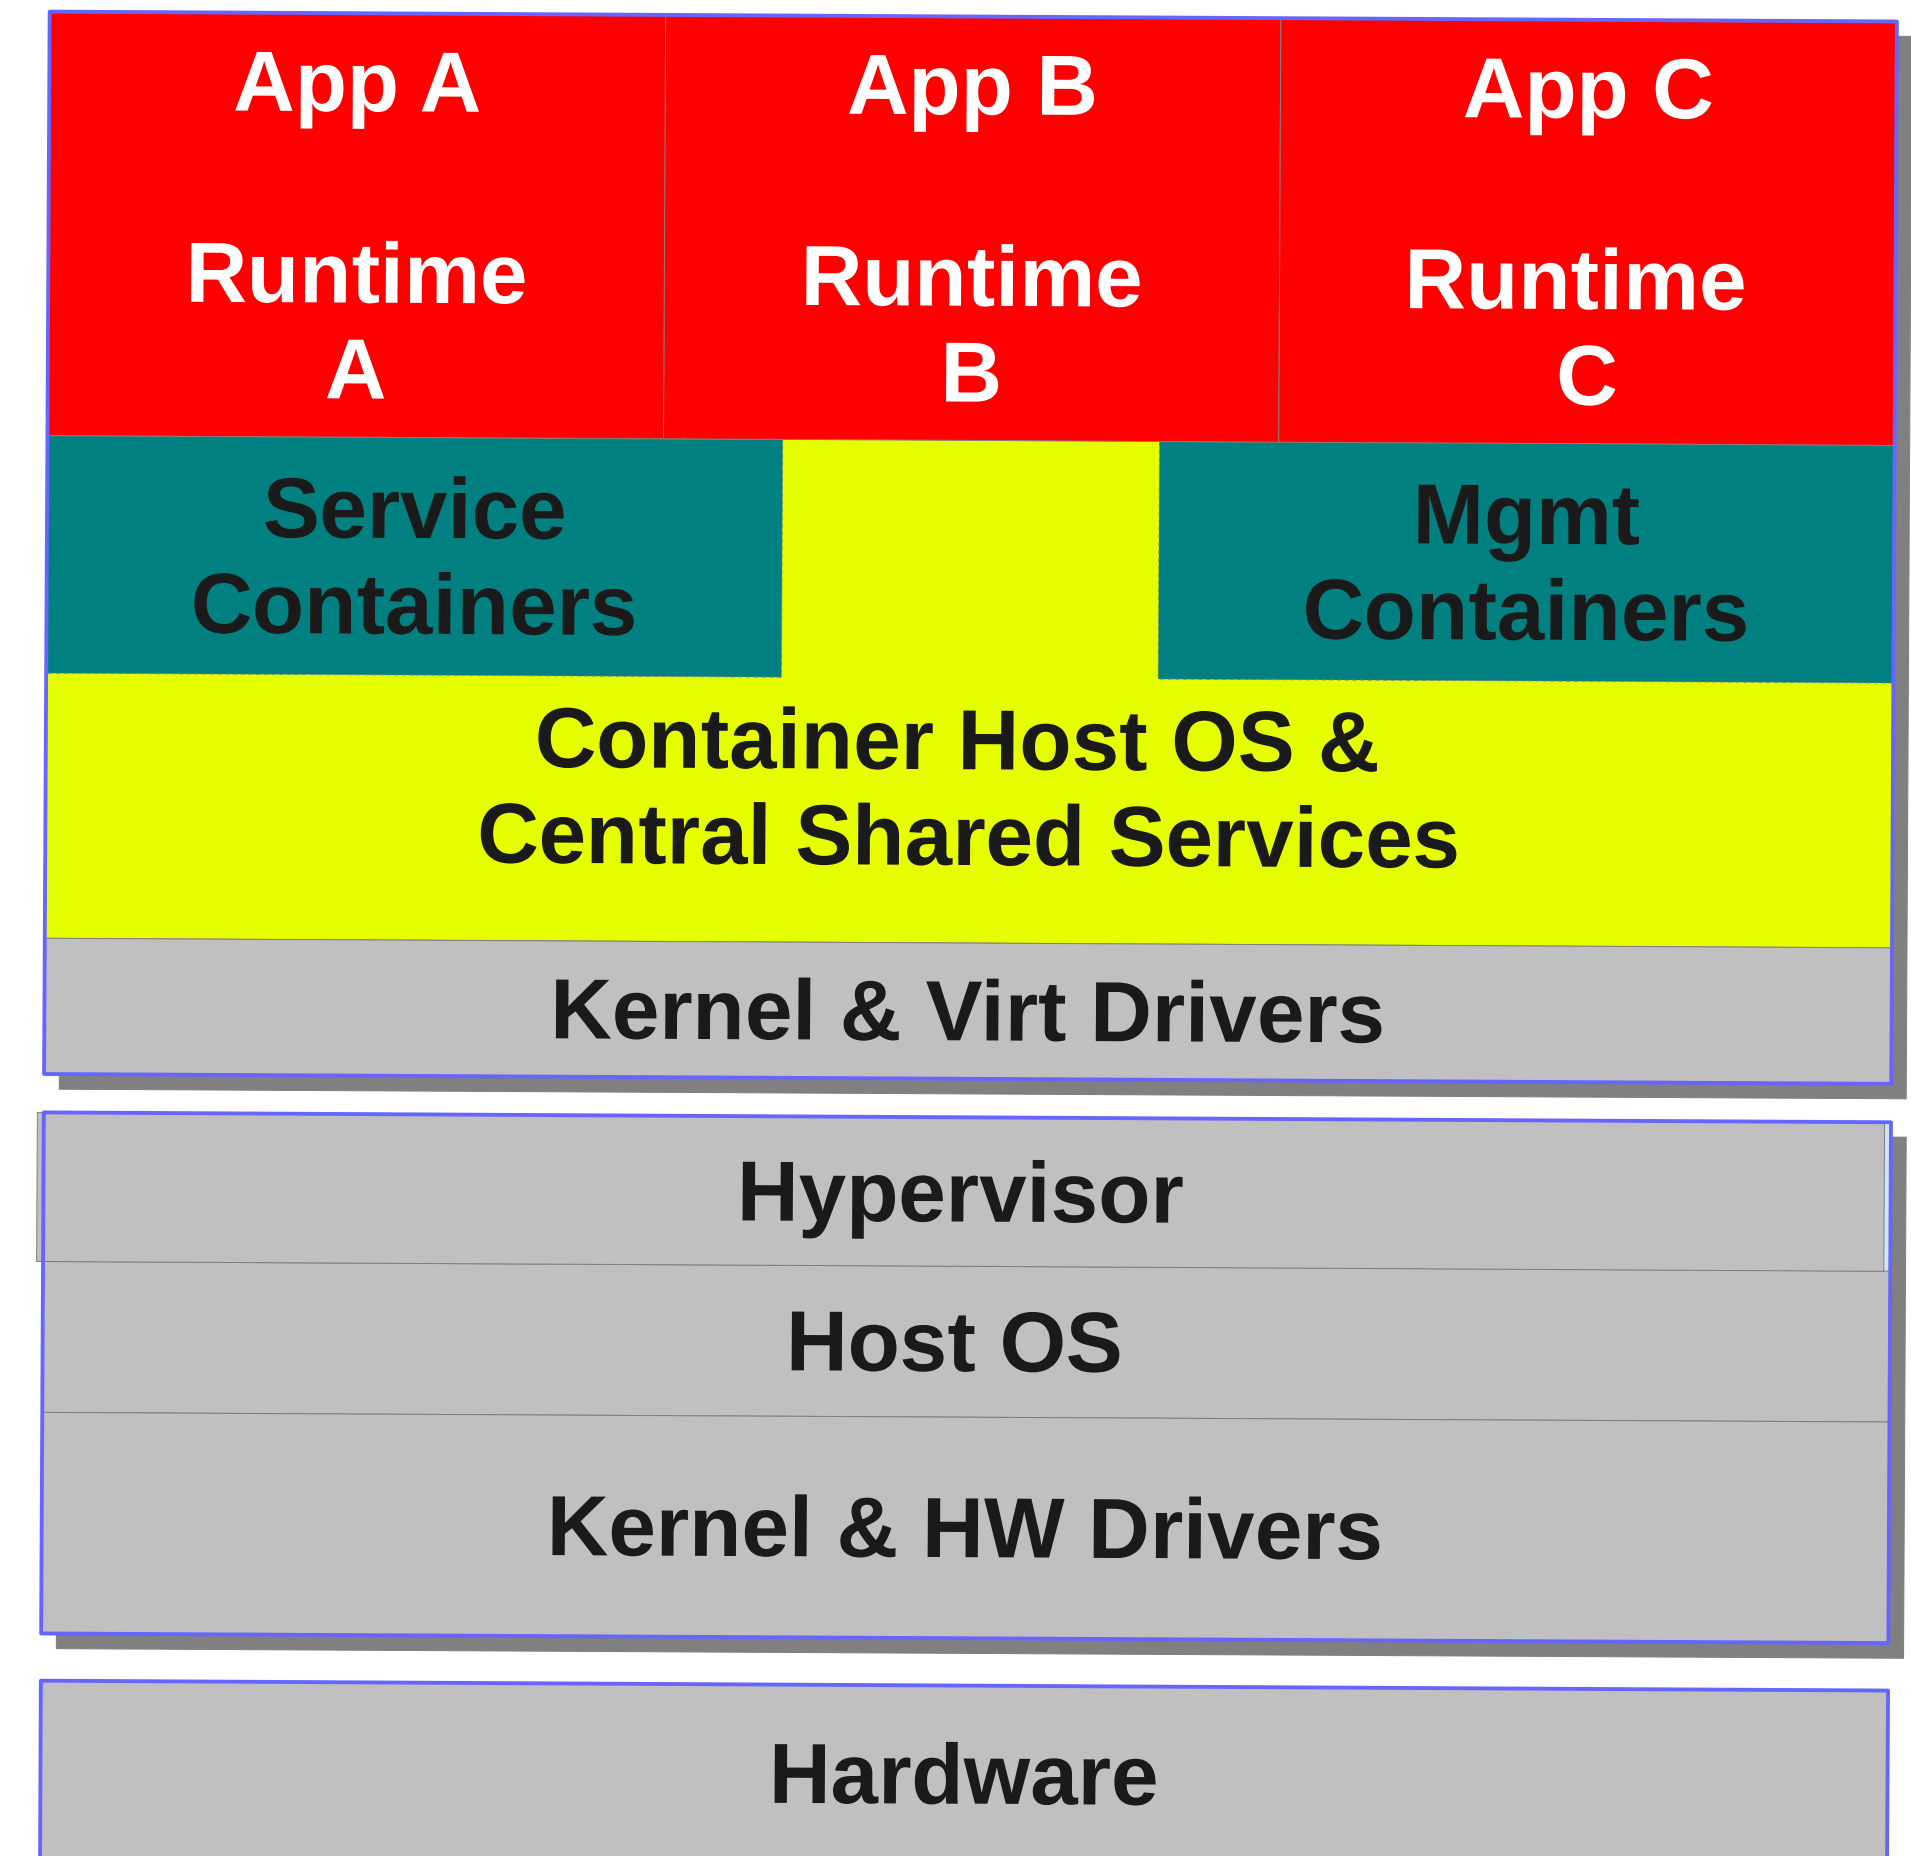 App A
Runtime
A
App B
Runtime
B
App C
Runtime
C
Service
Containers
Mgmt
Containers
Container Host OS &
Central Shared Services
Kernel & Virt Drivers
Hypervisor
Host OS
Kernel & HW Drivers
Hardware